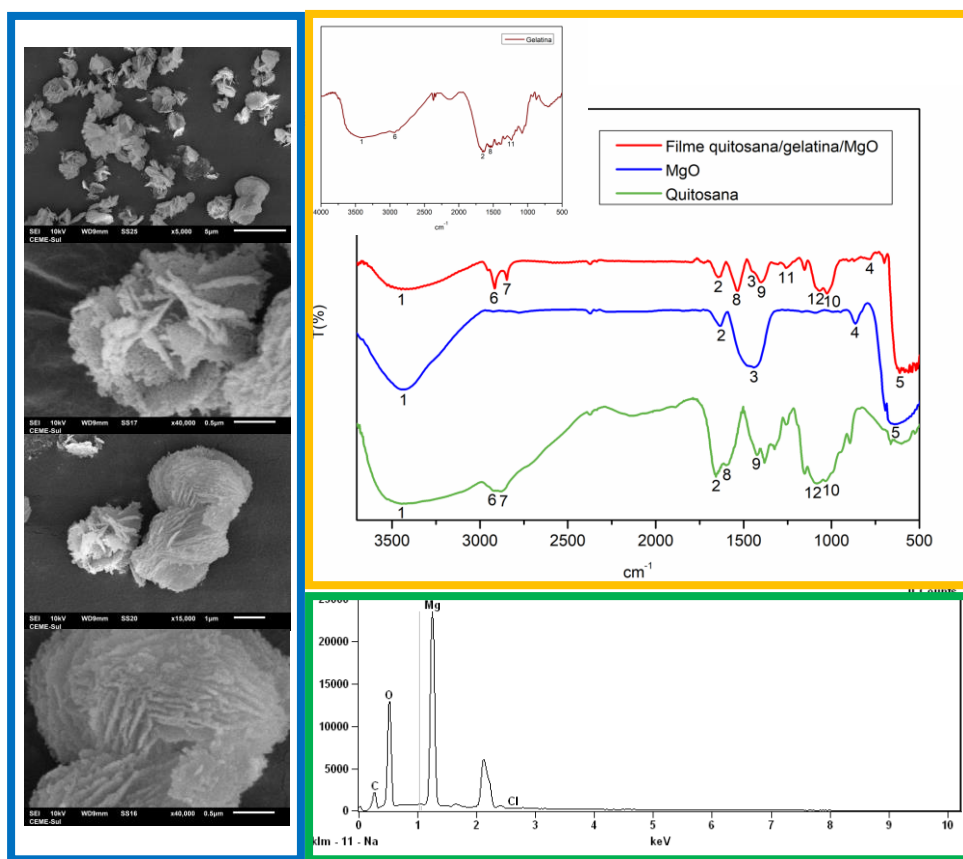 SEI 10kV WD9mm SS25 x5,000 5µm
CEME-Sul
SEI 10kV WD9mm SS17 x40,000 0.5µm
CEME-Sul
SEI 10kV WD9mm SS20 x15,000 1µm
CEME-Sul
SEI 10kV WD9mm SS16 x40,000 0.5µm
CEME-Sul
Gelatina
1
6
2
8
11
4000 3500 3000 2500 2000 1500 1000 500
cm-1
Filme quitosana/gelatina/MgO
MgO
Quitosana
T(%)
1 6 7 2 8 3 9 11 12 10 4 5
1 2 3 4 5
1 6 7 2 8 9 12 10
3500 3000 2500 2000 1500 1000 500
cm-1
Mg
20000
15000
10000
5000
0
O
C
Cl
0 1 2 3 4 5 6 7 8 9 10
klm - 11 - Na
keV